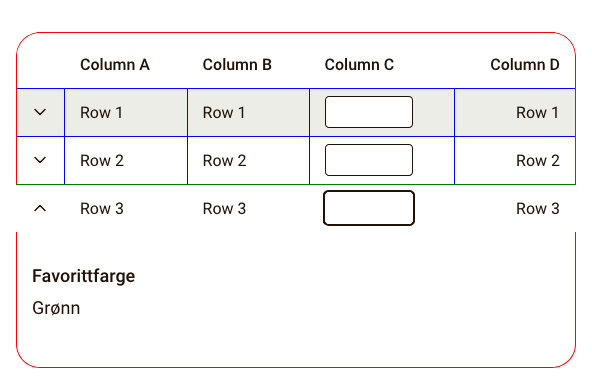 Column A Column B Column C Column D
Row 1 Row 1 Row 1
Row 2 Row 2 Row 2
Row 3 Row 3 Row 3
Favorittfarge
Grønn